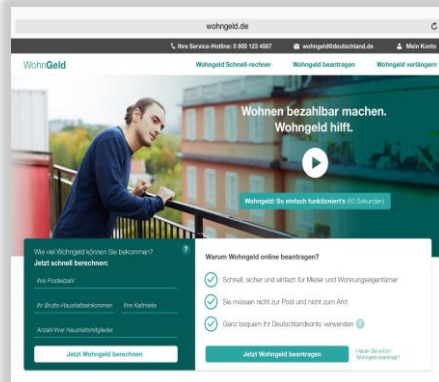 wohngeld.de
Ihre Service-Hotline: 0 800 123 4567
wohngeld@deutschland.de
Mein Konto
WohnGeld
Wohngeld Schnell-rechner
Wohngeld beantragen
Wohngeld verlängern
Wohnen bezahlbar machen.
Wohngeld hilft.
Wohngeld: So einfach funktioniert's (60 Sekunden)
Wie viel Wohngeld können Sie
bekommen?
Jetzt schnell berechnen:
?
Ihre Postleitzahl
Ihr Brutto-Haushaltseinkommen
Ihre Kaltmiete
Anzahl Ihrer Haushaltsmitglieder
Jetzt Wohngeld berechnen
Warum Wohngeld online beantragen?
Schnell, sicher und einfach für Mieter und Wohnungseigentümer
Sie müssen nicht zur Post und nicht zum Amt
Ganz bequem Ihr Deutschlandkonto verwenden ?
Jetzt Wohngeld beantragen
Haben Sie schon
Wohngeld beantragt?